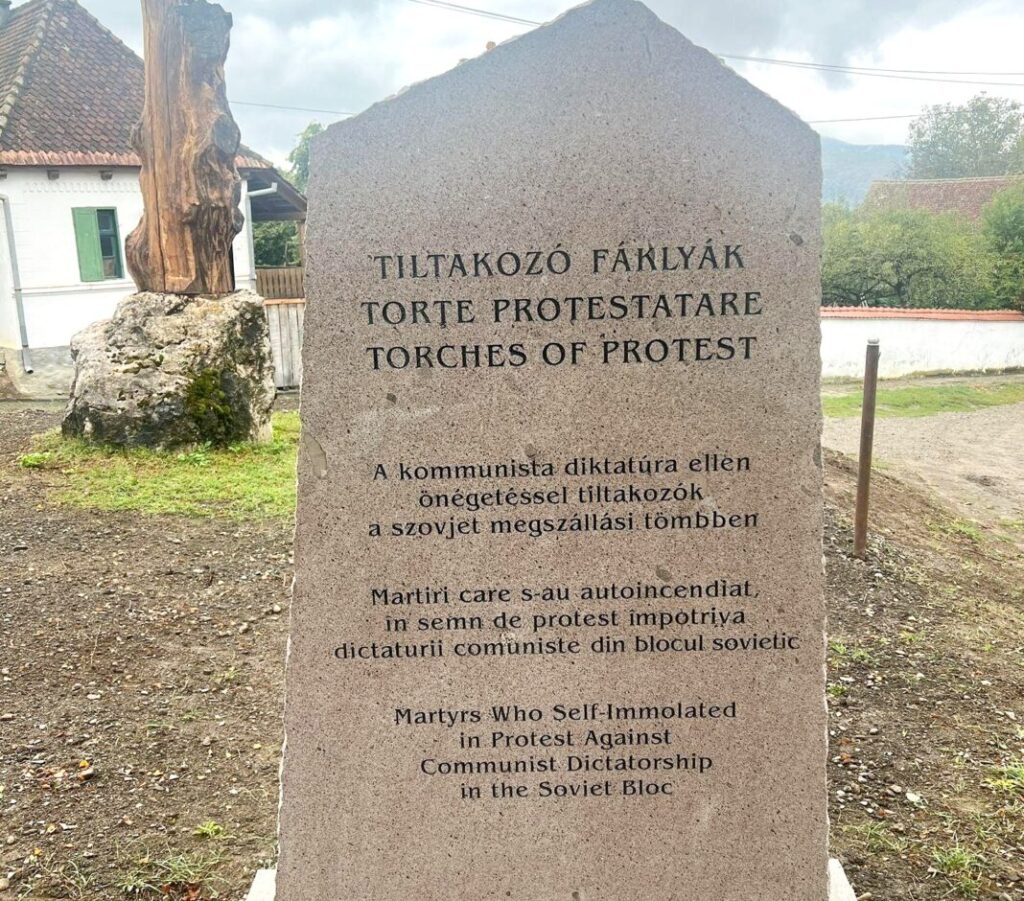 TILTAKOZÓ FÁKLYÁK
TORȚE PROTESTATARE
TORCHES OF PROTEST
A kommunista diktatúra ellen
önégetéssel tiltakozók
a szovjet megszállási tömbben
Martiri care s-au autoincendiat,
în semn de protest împotriva
dictaturii comuniste din blocul sovietic
Martyrs Who Self-Immolated
in Protest Against
Communist Dictatorship
in the Soviet Bloc